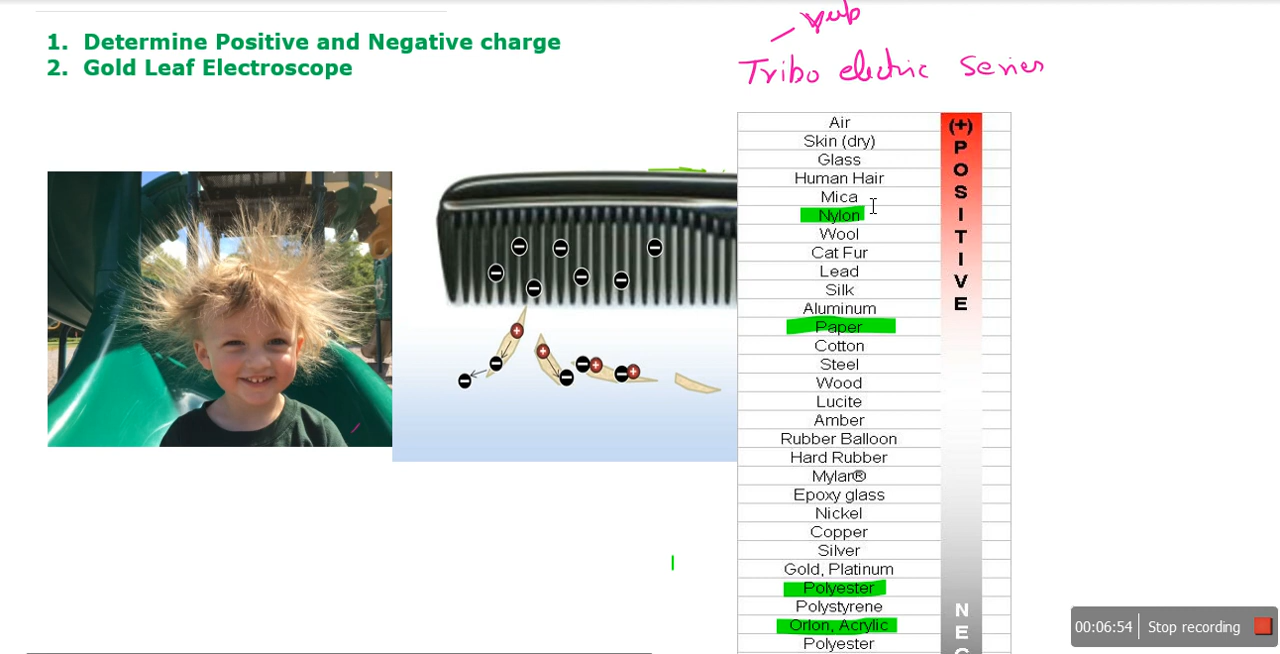 rub
1. Determine Positive and Negative charge
2. Gold Leaf Electroscope
Tribo electric Series
Air
Skin (dry)
Glass
Human Hair
Mica
Nylon
Wool
Cat Fur
Lead
Silk
Aluminum
Paper
Cotton
Steel
Wood
Lucite
Amber
Rubber Balloon
Hard Rubber
Mylar®
Epoxy glass
Nickel
Copper
Silver
Gold, Platinum
Polyester
Polystyrene
Orlon, Acrylic
Polyester
(+)
P
O
S
I
T
I
V
E
N
E
G
00:06:54 Stop recording